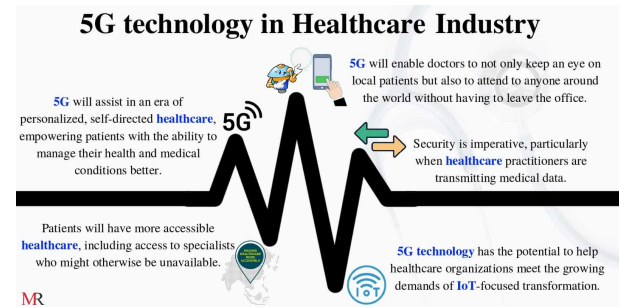 5G technology in Healthcare Industry
5G will enable doctors to not only keep an eye on
local patients but also to attend to anyone around
the world without having to leave the office.
5G will assist in an era of
personalized, self-directed healthcare,
empowering patients with the ability to
manage their health and medical
conditions better.
5G
Security is imperative, particularly
when healthcare practitioners are
transmitting medical data.
Patients will have more accessible
healthcare, including access to specialists
who might otherwise be unavailable.
MAKING
HEALTHCARE
MORE
ACCESSIBLE
5G technology has the potential to help
healthcare organizations meet the growing
demands of IoT-focused transformation.
IoT
MR